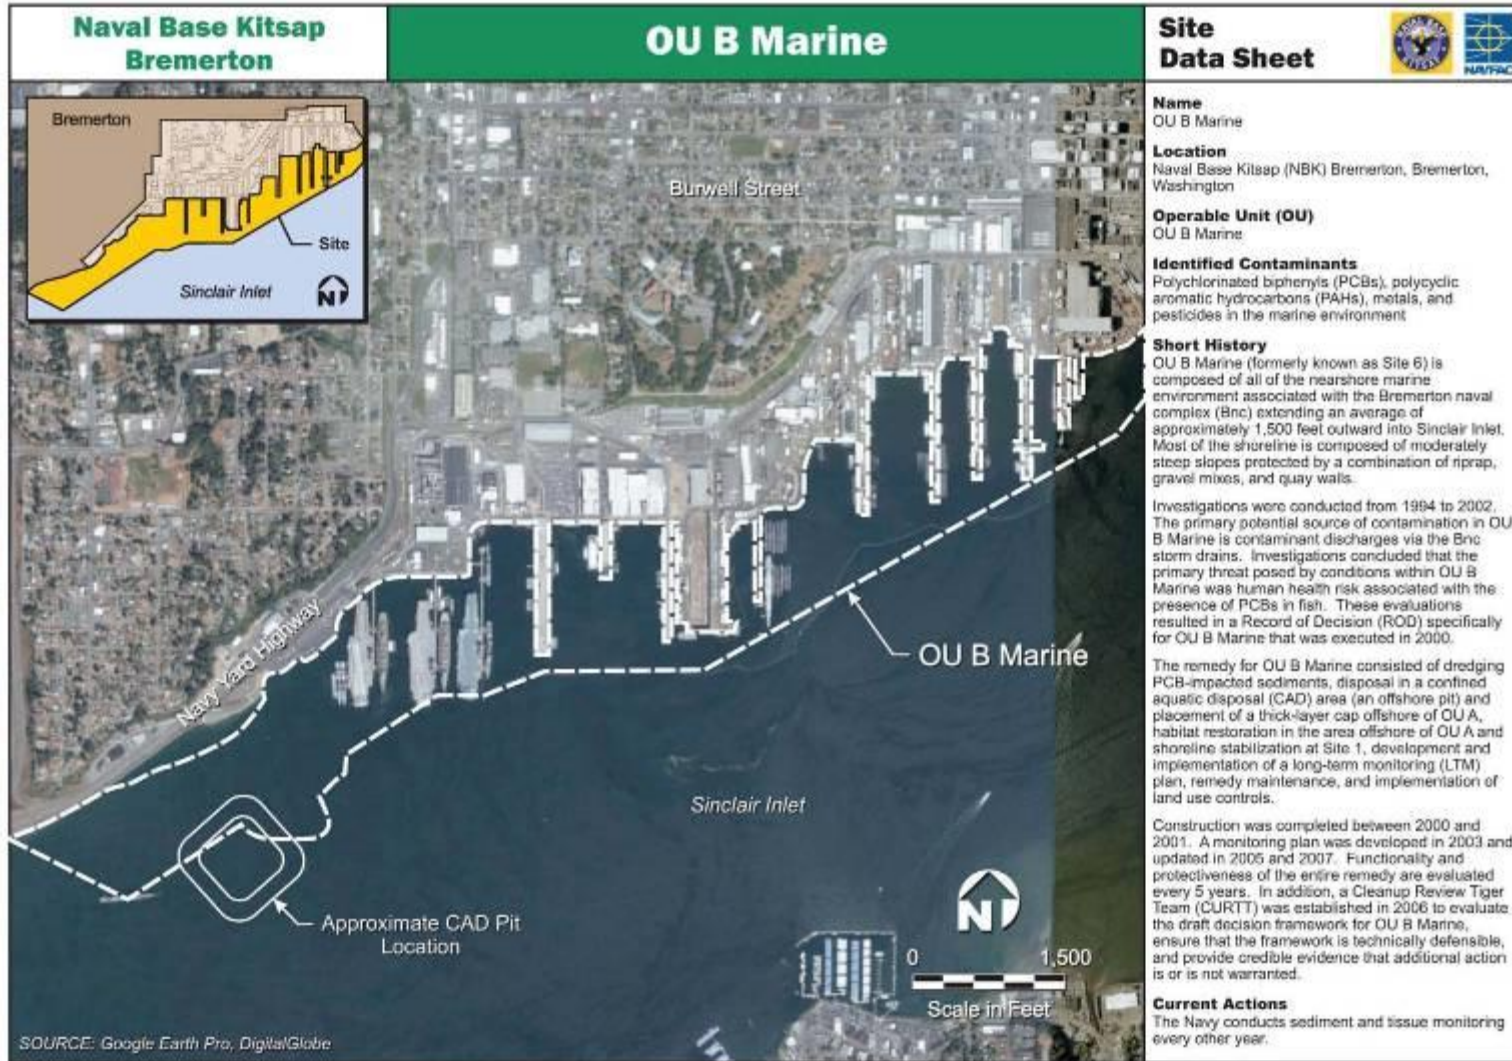 Naval Base Kitsap
Bremerton
OU B Marine
Site
Data Sheet
NAVAL BASE
KITSAP
NAVFAC
Bremerton
Site
Sinclair Inlet
N
Burwell Street
Navy Yard Highway
OU B Marine
Sinclair Inlet
Approximate CAD Pit
Location
N
0 1,500
Scale in Feet
SOURCE: Google Earth Pro, DigitalGlobe
Name
OU B Marine
Location
Naval Base Kitsap (NBK) Bremerton, Bremerton,
Washington
Operable Unit (OU)
OU B Marine
Identified Contaminants
Polychlorinated biphenyls (PCBs), polycyclic
aromatic hydrocarbons (PAHs), metals, and
pesticides in the marine environment
Short History
OU B Marine (formerly known as Site 6) is
composed of all of the nearshore marine
environment associated with the Bremerton naval
complex (Bnc) extending an average of
approximately 1,500 feet outward into Sinclair Inlet.
Most of the shoreline is composed of moderately
steep slopes protected by a combination of riprap,
gravel mixes, and quay walls.
Investigations were conducted from 1994 to 2002.
The primary potential source of contamination in OU
B Marine is contaminant discharges via the Bnc
storm drains. Investigations concluded that the
primary threat posed by conditions within OU B
Marine was human health risk associated with the
presence of PCBs in fish. These evaluations
resulted in a Record of Decision (ROD) specifically
for OU B Marine that was executed in 2000.
The remedy for OU B Marine consisted of dredging
PCB-impacted sediments, disposal in a confined
aquatic disposal (CAD) area (an offshore pit) and
placement of a thick-layer cap offshore of OU A,
habitat restoration in the area offshore of OU A and
shoreline stabilization at Site 1, development and
implementation of a long-term monitoring (LTM)
plan, remedy maintenance, and implementation of
land use controls.
Construction was completed between 2000 and
2001. A monitoring plan was developed in 2003 and
updated in 2005 and 2007. Functionality and
protectiveness of the entire remedy are evaluated
every 5 years. In addition, a Cleanup Review Tiger
Team (CURTT) was established in 2006 to evaluate
the draft decision framework for OU B Marine,
ensure that the framework is technically defensible,
and provide credible evidence that additional action
is or is not warranted.
Current Actions
The Navy conducts sediment and tissue monitoring
every other year.